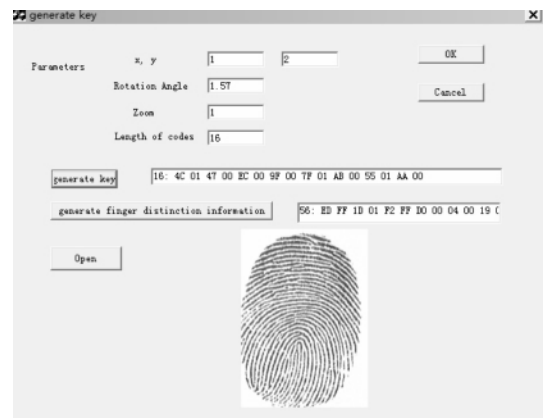 generate key
x, y 1 2 OK
Parameters
Rotation Angle 1.57 Cancel
Zoom 1
Length of codes 16
generate key 16: 4C 01 47 00 EC 00 9F 00 7F 01 AB 00 55 01 AA 00
generate finger distinction information 56: ED FF 1D 01 F2 FF D0 00 04 00 19
Open